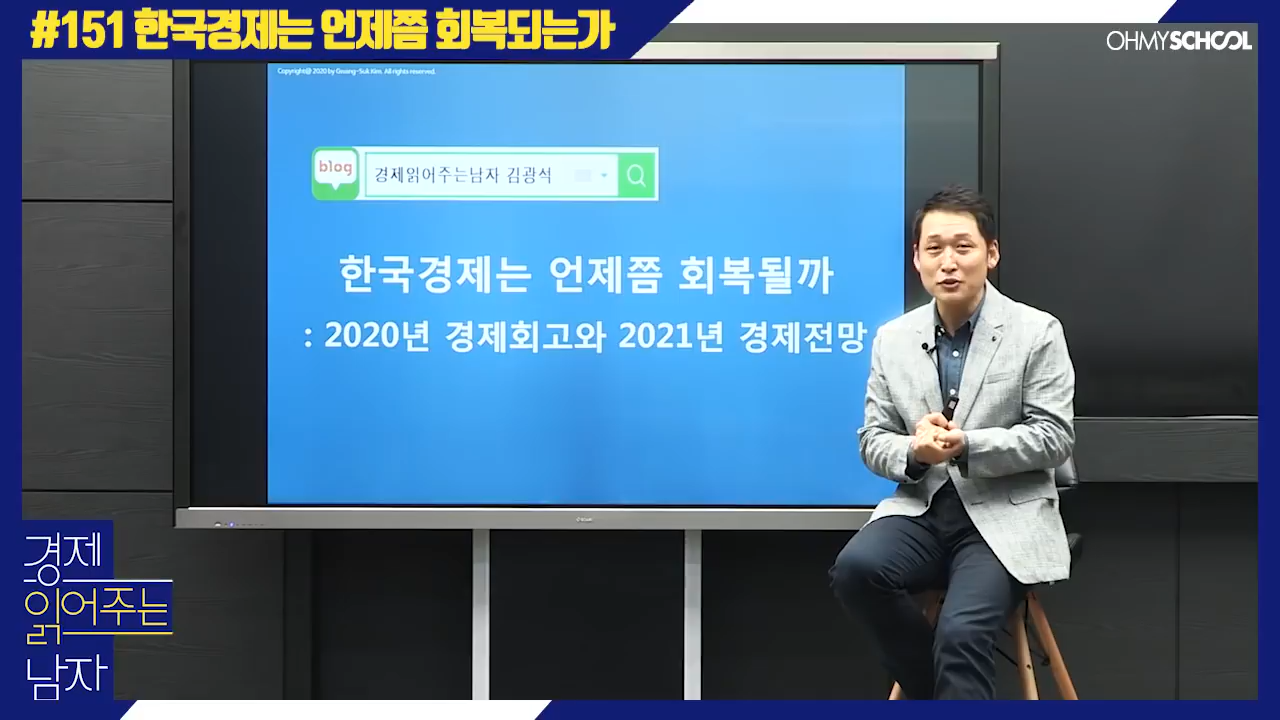 #151 한국경제는 언제쯤 회복되는가
OHMYSCHOOL
Copyright@ 2020 by Gwang-Suk Kim. All rights reserved.
blog
경제읽어주는남자 김광석
한국경제는 언제쯤 회복될까
: 2020년 경제회고와 2021년 경제전망
경제
읽어주는
남자